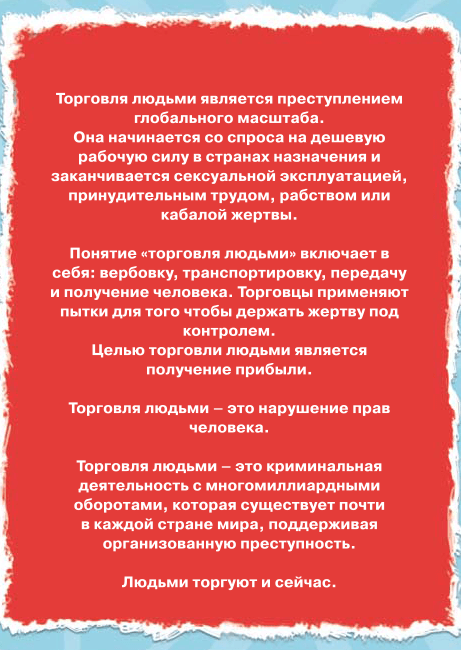 Торговля людьми является преступлением
глобального масштаба.
Она начинается со спроса на дешевую
рабочую силу в странах назначения и
заканчивается сексуальной эксплуатацией,
принудительным трудом, рабством или
кабалой жертвы.
Понятие «торговля людьми» включает в
себя: вербовку, транспортировку, передачу
и получение человека. Торговцы применяют
пытки для того чтобы держать жертву под
контролем.
Целью торговли людьми является
получение прибыли.
Торговля людьми – это нарушение прав
человека.
Торговля людьми – это криминальная
деятельность с многомиллиардными
оборотами, которая существует почти
в каждой стране мира, поддерживая
организованную преступность.
Людьми торгуют и сейчас.